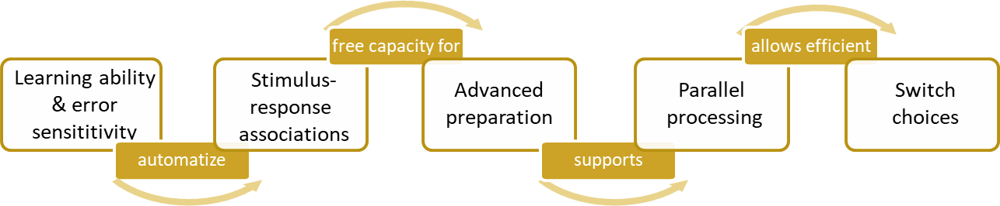 Learning ability
& error
sensititivity
automatize
Stimulus-
response
associations
free capacity for
Advanced
preparation
supports
Parallel
processing
allows efficient
Switch
choices